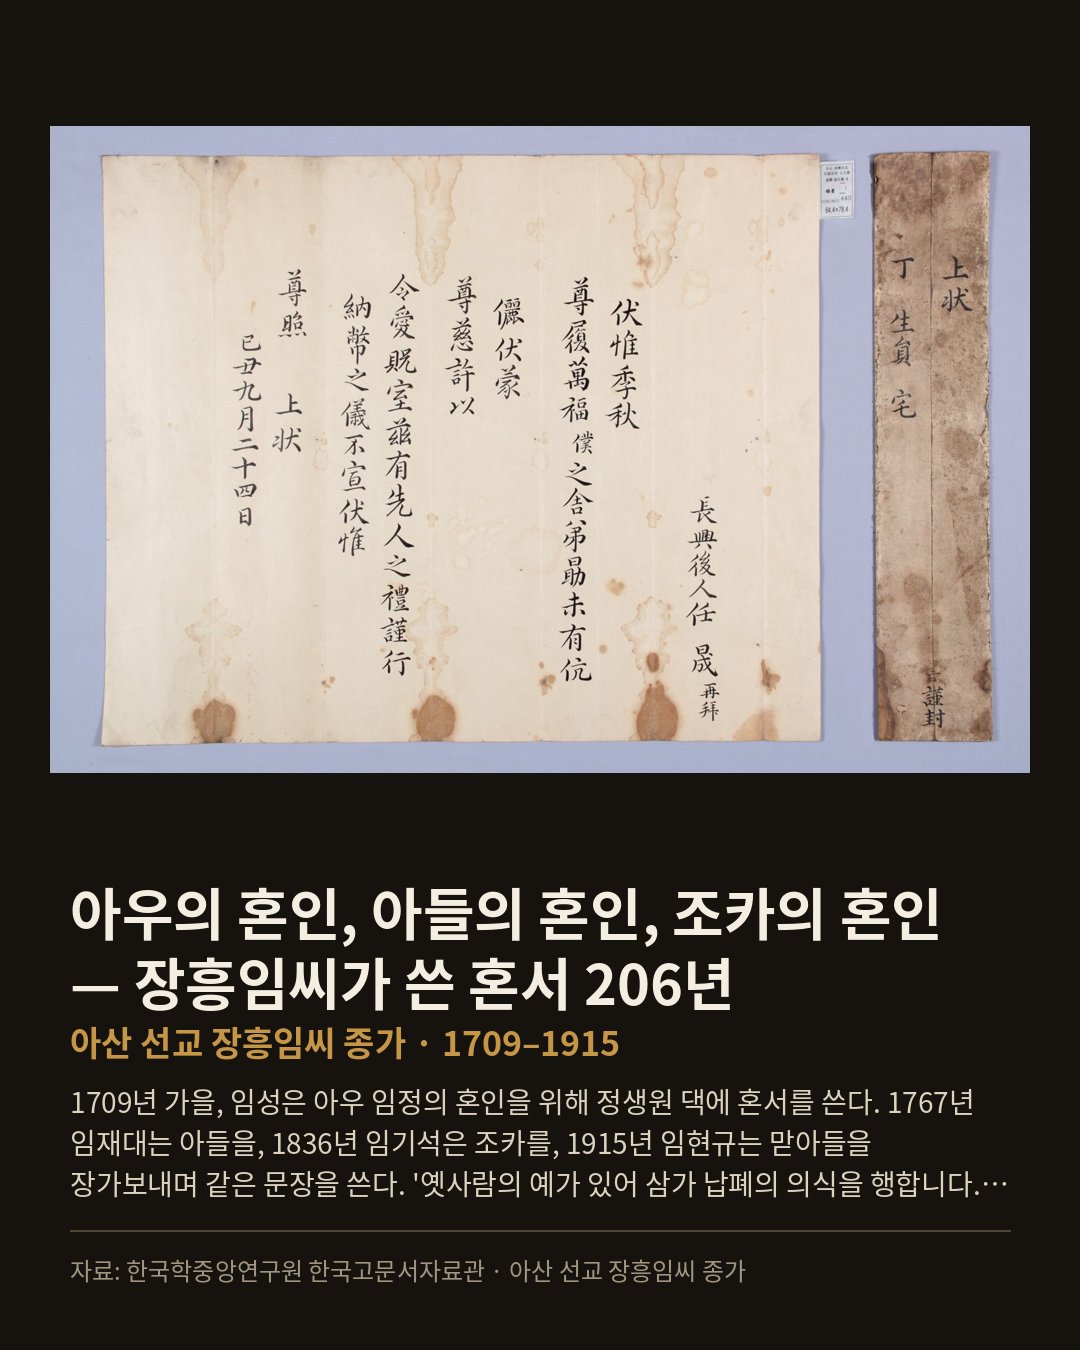 長興後人任 晟 再拜
伏惟季秋
尊履萬福 僕之舍弟勗未有伉
儷伏蒙
尊慈許以
令愛貺室玆有先人之禮謹行
納幣之儀不宣伏惟
尊照 上状
己丑九月二十四日
上状
丁 生員 宅
謹封
440
64.4×78.4
아우의 혼인, 아들의 혼인, 조카의 혼인
— 장흥임씨가 쓴 혼서 206년
아산 선교 장흥임씨 종가 · 1709–1915
1709년 가을, 임성은 아우 임정의 혼인을 위해 정생원 댁에 혼서를 쓴다. 1767년
임재대는 아들을, 1836년 임기석은 조카를, 1915년 임현규는 맏아들을
장가보내며 같은 문장을 쓴다. '옛사람의 예가 있어 삼가 납폐의 의식을 행합니다.…
자료: 한국학중앙연구원 한국고문서자료관 · 아산 선교 장흥임씨 종가